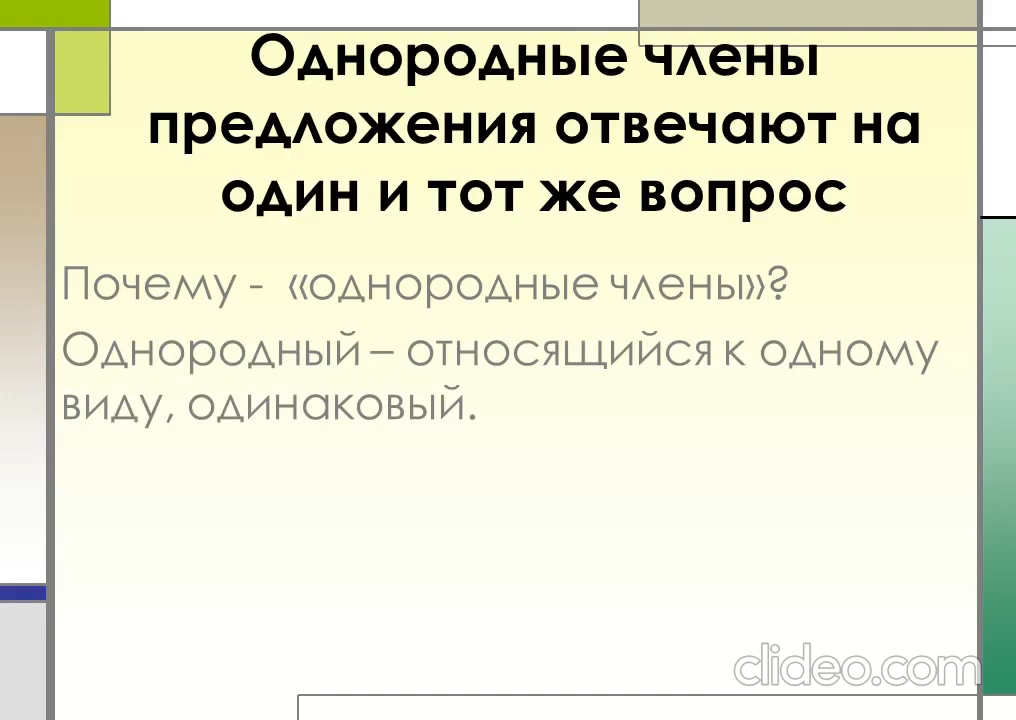 Однородные члены
предложения отвечают на
один и тот же вопрос
Почему - «однородные члены»?
Однородный – относящийся к одному
виду, одинаковый.
clideo.com